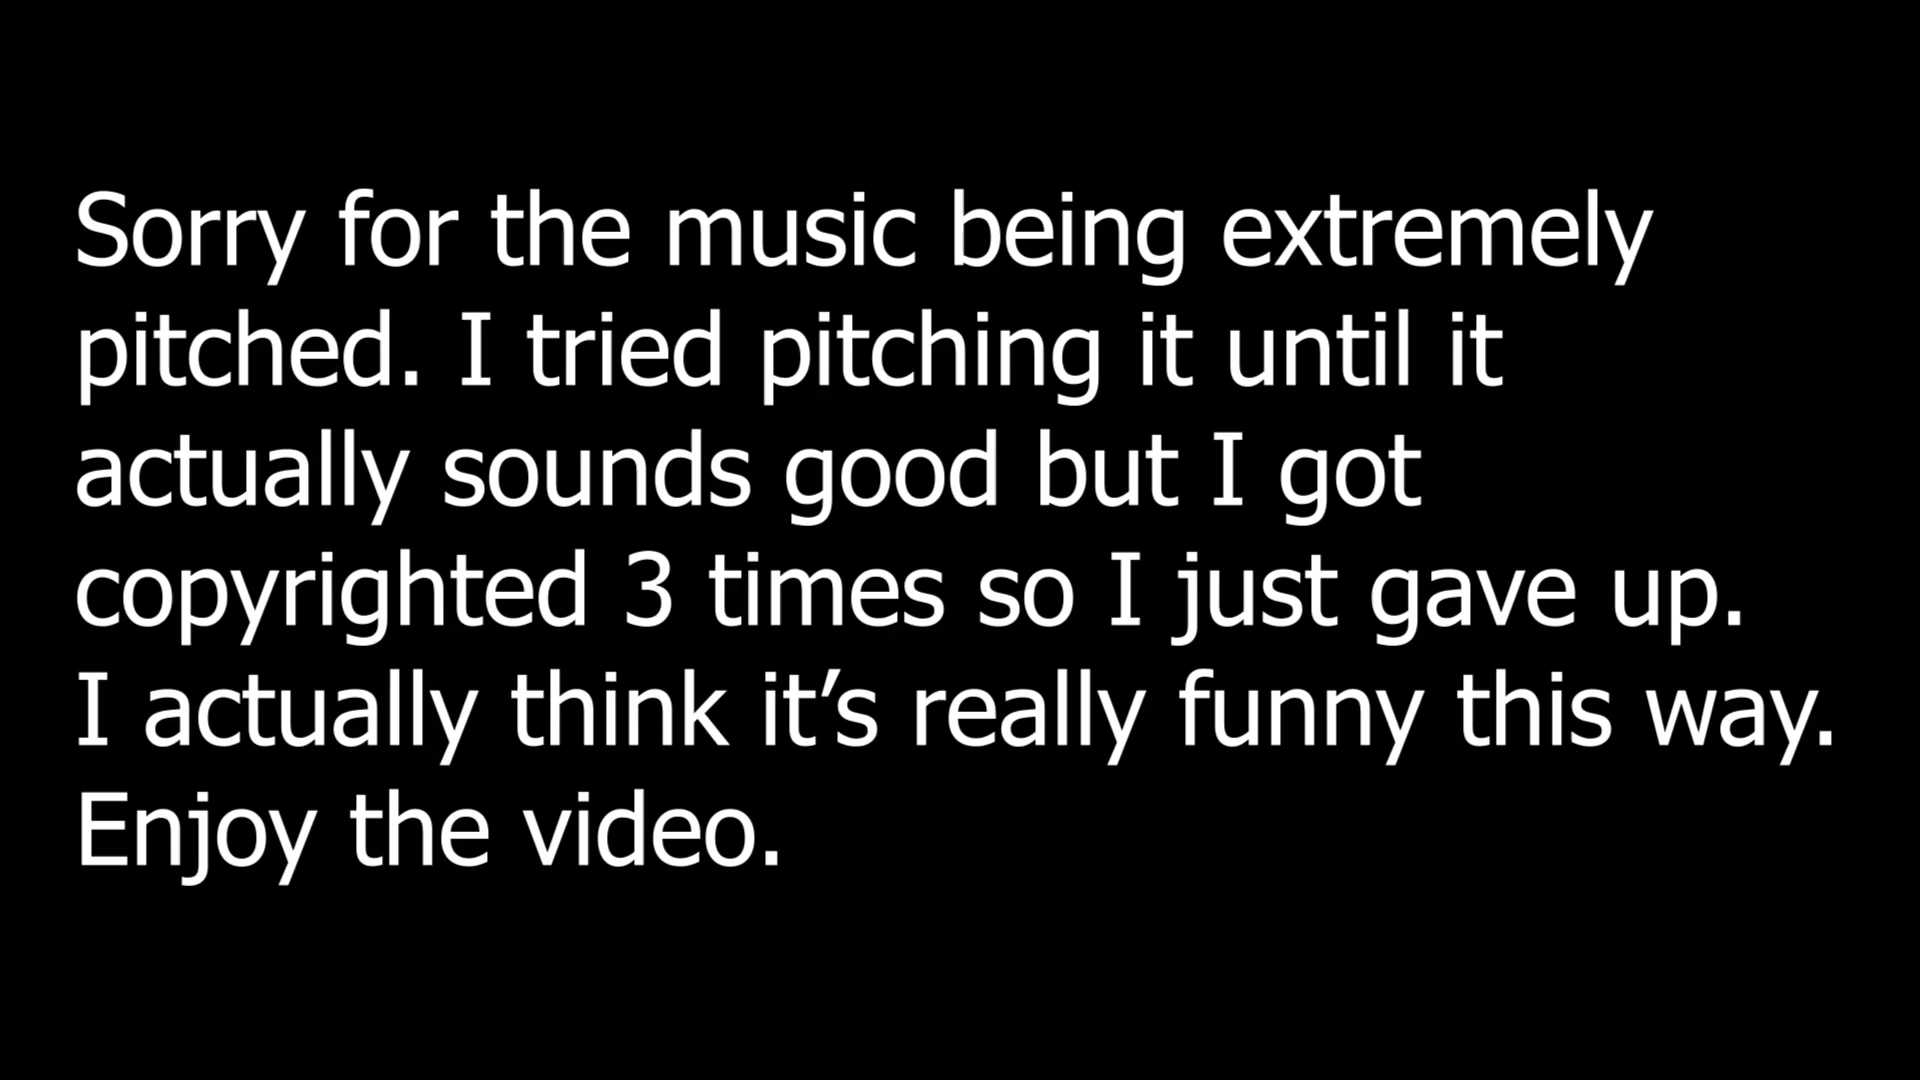 Sorry for the music being extremely
pitched. I tried pitching it until it
actually sounds good but I got
copyrighted 3 times so I just gave up.
I actually think it’s really funny this way.
Enjoy the video.